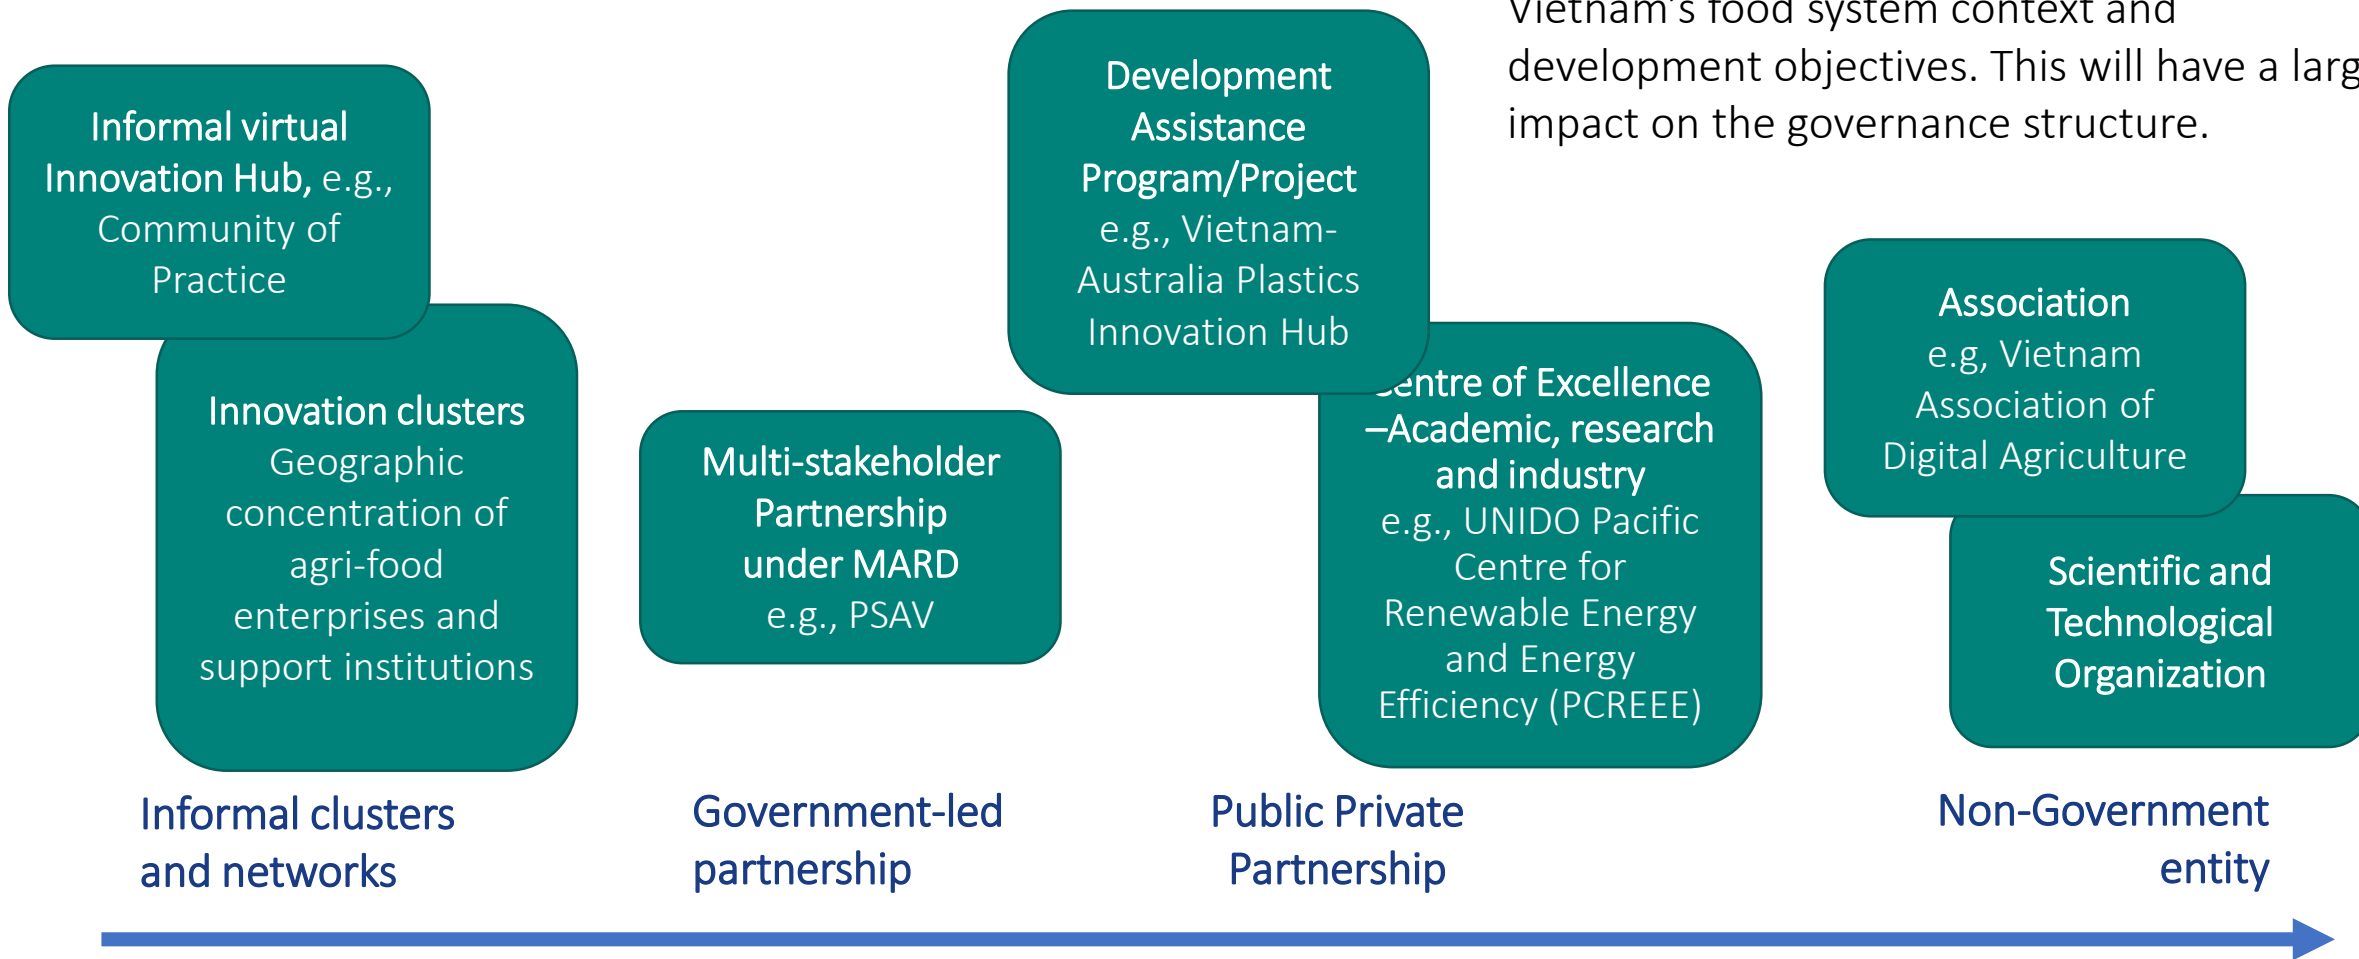 Vietnam's food system context and
development objectives. This will have a larg
impact on the governance structure.
Informal virtual
Innovation Hub, e.g.,
Community of
Practice
Innovation clusters
Geographic
concentration of
agri-food
enterprises and
support institutions
Multi-stakeholder
Partnership
under MARD
e.g., PSAV
Development
Assistance
Program/Project
e.g., Vietnam-
Australia Plastics
Innovation Hub
entre of Excellence
–Academic, research
and industry
e.g., UNIDO Pacific
Centre for
Renewable Energy
and Energy
Efficiency (PCREEE)
Association
e.g, Vietnam
Association of
Digital Agriculture
Scientific and
Technological
Organization
Informal clusters
and networks
Government-led
partnership
Public Private
Partnership
Non-Government
entity